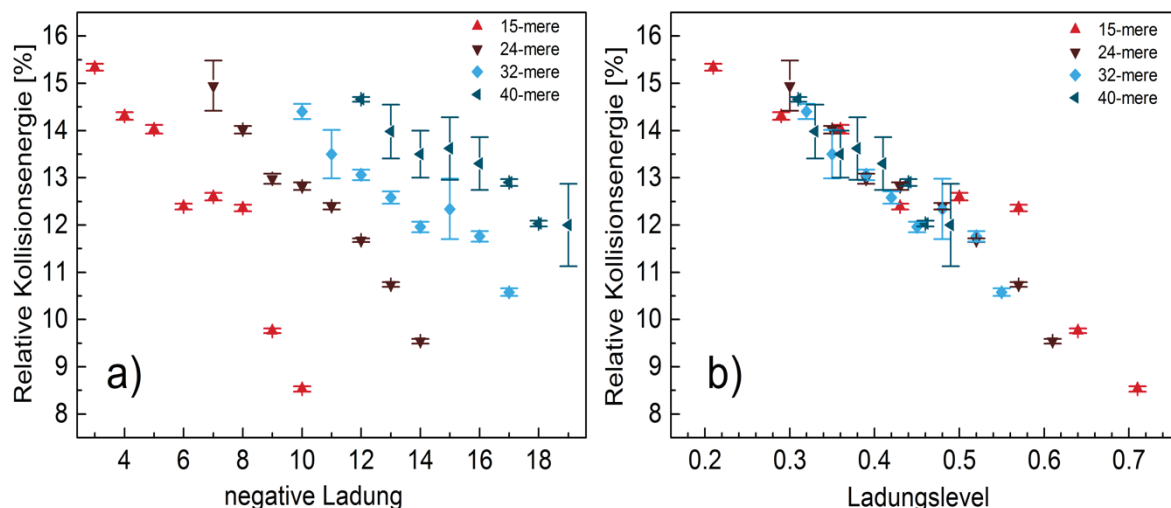 Relative Kollisionsenergie [%]
16
15
14
13
12
11
10
9
8
15-mere
24-mere
32-mere
40-mere
a)
4 6 8 10 12 14 16 18
negative Ladung
Relative Kollisionsenergie [%]
16
15
14
13
12
11
10
9
8
15-mere
24-mere
32-mere
40-mere
b)
0.2 0.3 0.4 0.5 0.6 0.7
Ladungslevel